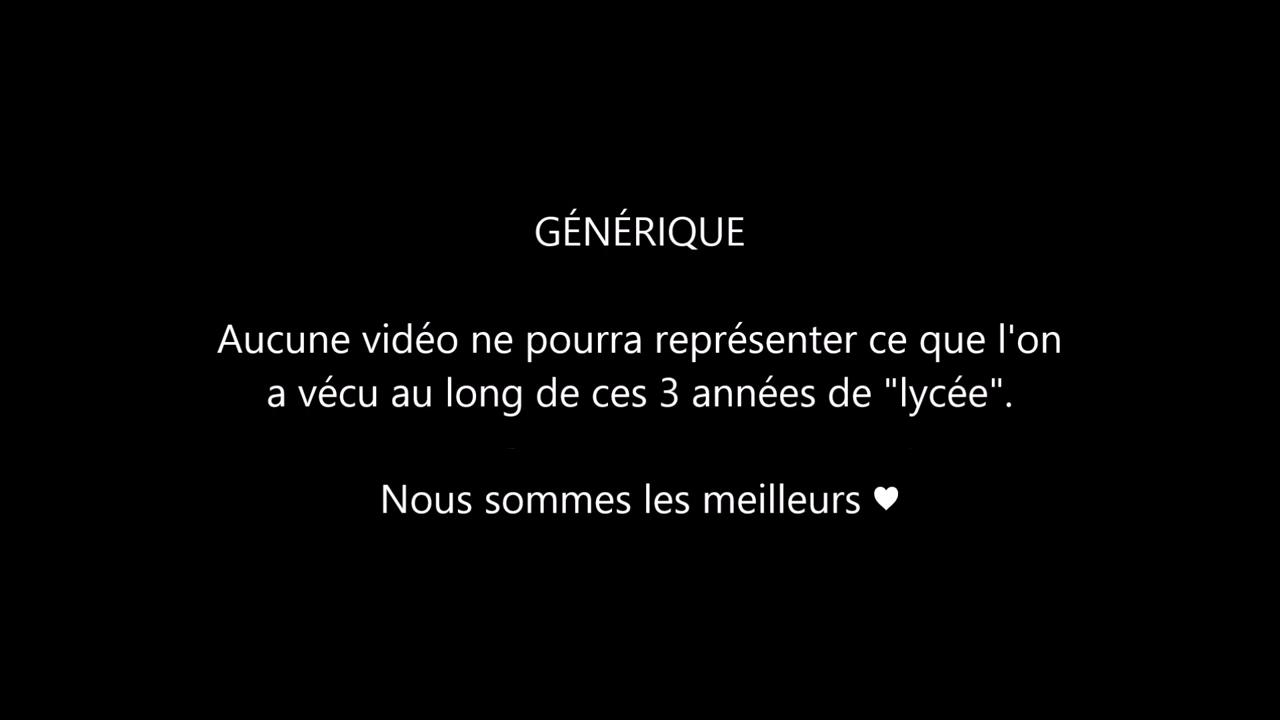 GÉNÉRIQUE
Aucune vidéo ne pourra représenter ce que l'on
a vécu au long de ces 3 années de "lycée".
Nous sommes les meilleurs ♥